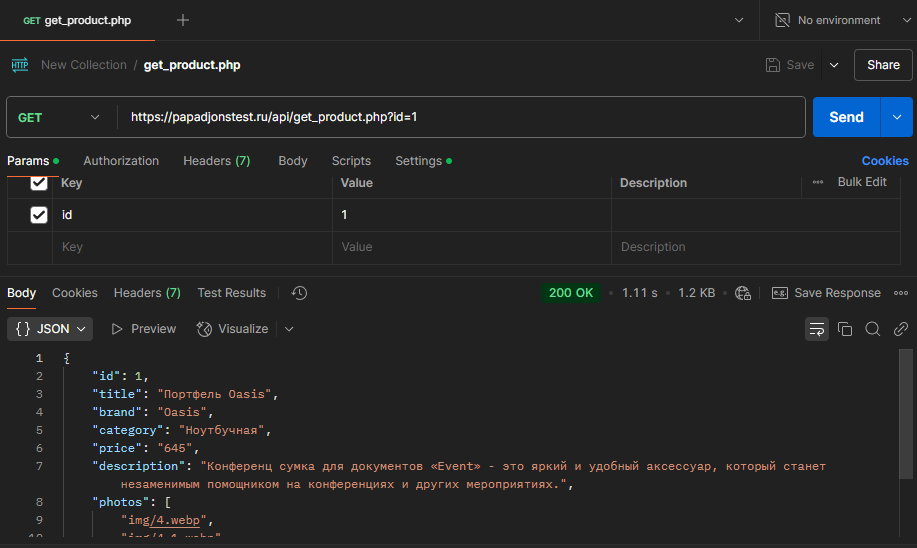 GET get_product.php
No environment
HTTP New Collection / get_product.php
Save Share
GET https://papadjonstest.ru/api/get_product.php?id=1 Send
Params Authorization Headers (7) Body Scripts Settings Cookies
Key Value Description Bulk Edit
id 1
Key Value Description
Body Cookies Headers (7) Test Results 200 OK 1.11 s 1.2 KB e.g. Save Response
{} JSON Preview Visualize
1 {
2 "id": 1,
3 "title": "Портфель Oasis",
4 "brand": "Oasis",
5 "category": "Ноутбучная",
6 "price": "645",
7 "description": "Конференц сумка для документов «Event» - это яркий и удобный аксессуар, который станет
незаменимым помощником на конференциях и других мероприятиях.",
8 "photos": [
9 "img/4.webp",
10 "img/4_1.webp"